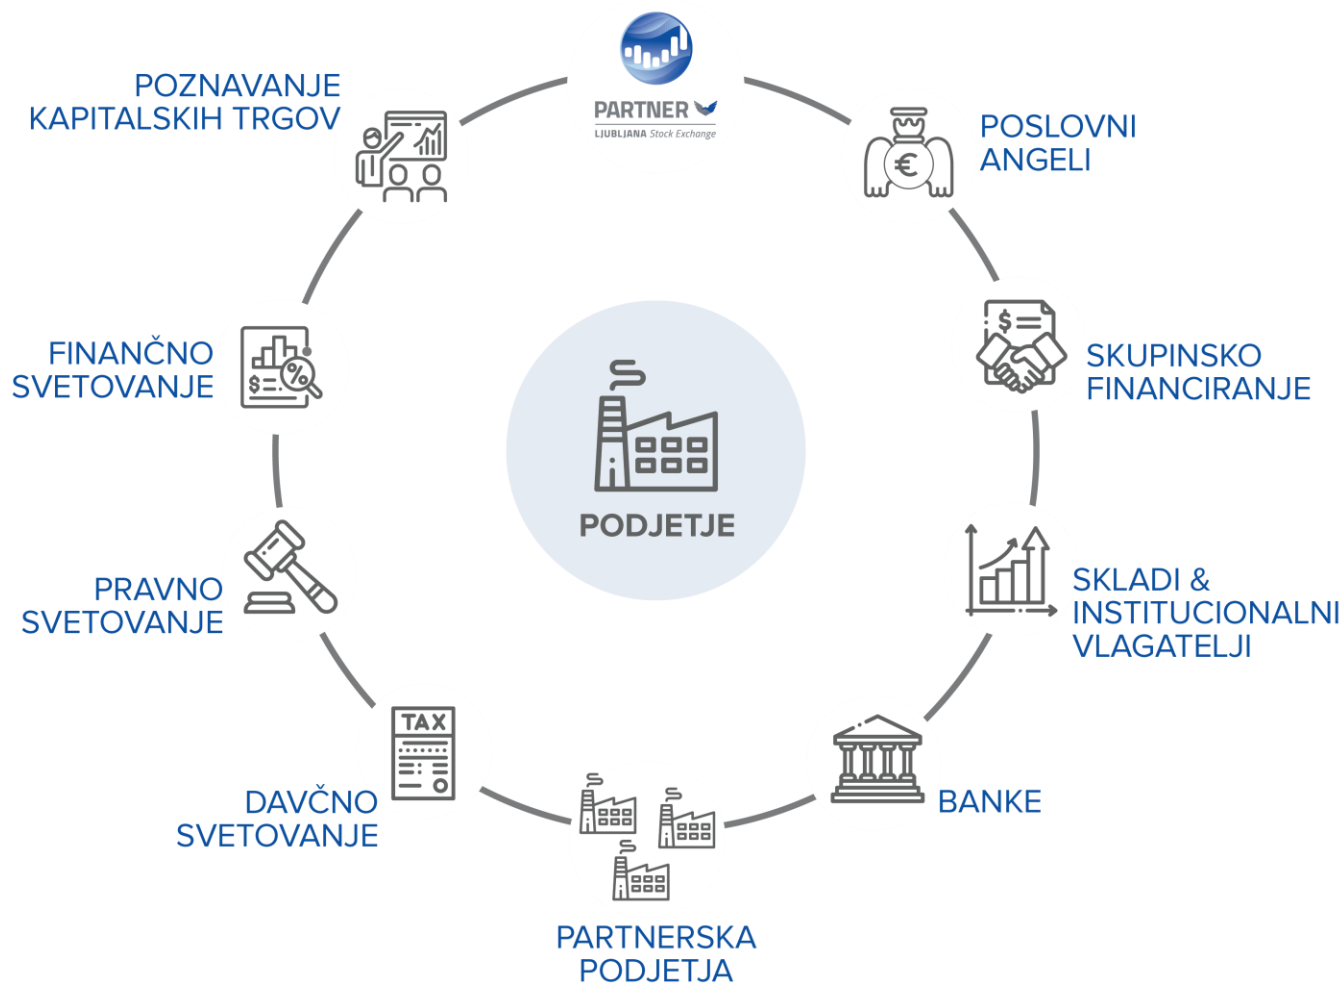 PARTNER
LJUBLJANA Stock Exchange
POSLOVNI
ANGELI
$
€
SKUPINSKO
FINANCIRANJE
SKLADI &
INSTITUCIONALNI
VLAGATELJI
BANKE
PARTNERSKA
PODJETJA
TAX
DAVČNO
SVETOVANJE
PRAVNO
SVETOVANJE
FINANČNO
SVETOVANJE
$
%
POZNAVANJE
KAPITALSKIH TRGOV
PODJETJE